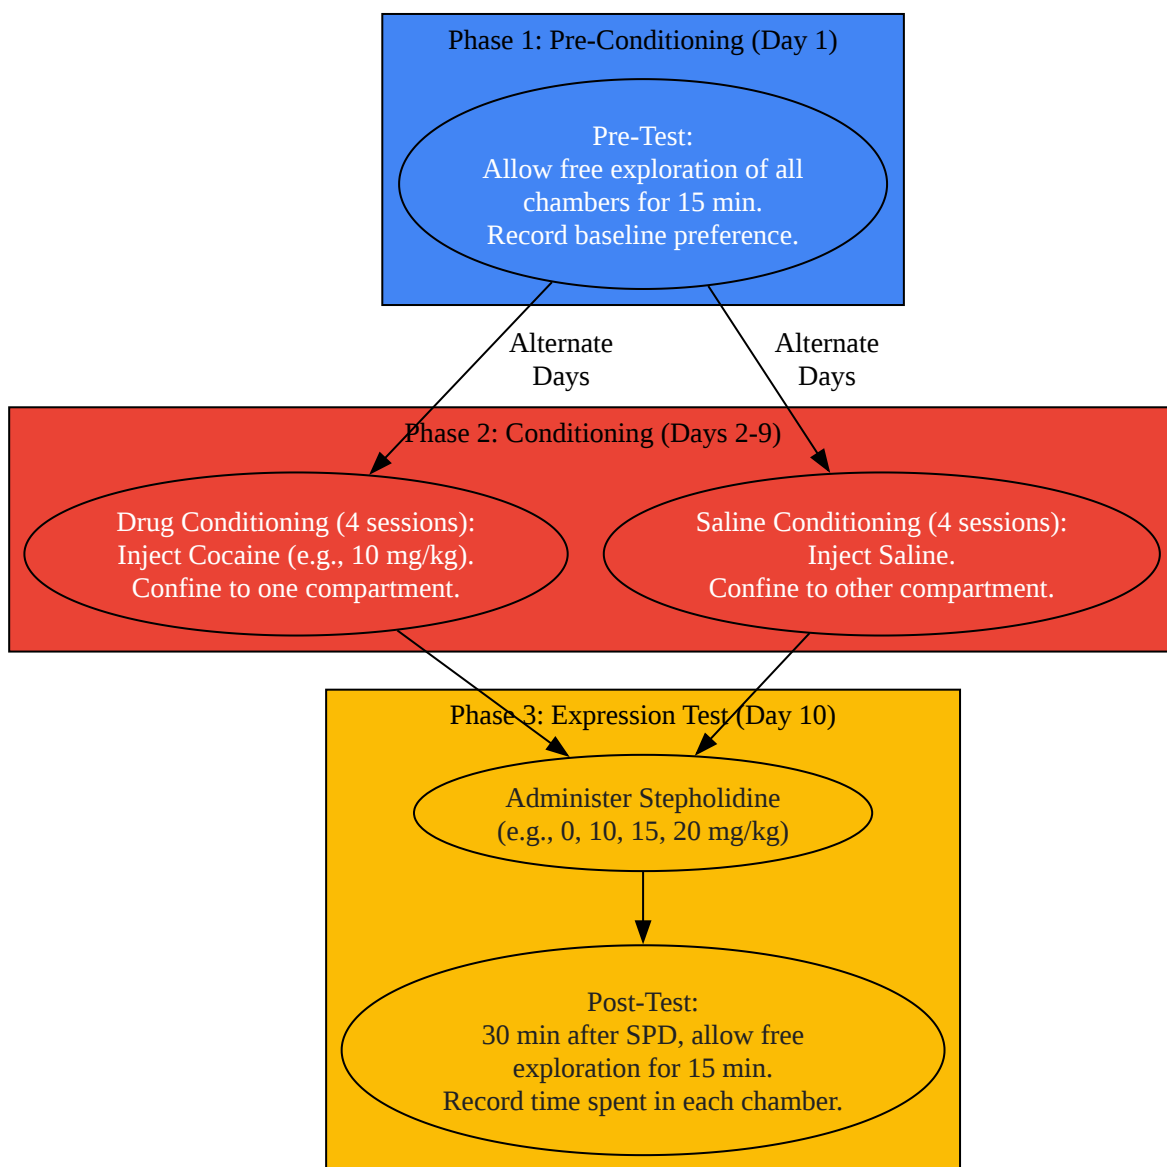 Phase 1: Pre-Conditioning (Day 1)
Pre-Test:
Allow free exploration of all
chambers for 15 min.
Record baseline preference.
Alternate
Days
Alternate
Days
Phase 2: Conditioning (Days 2-9)
Drug Conditioning (4 sessions):
Inject Cocaine (e.g., 10 mg/kg).
Confine to one compartment.
Saline Conditioning (4 sessions):
Inject Saline.
Confine to other compartment.
Phase 3: Expression Test (Day 10)
Administer Stepholidine
(e.g., 0, 10, 15, 20 mg/kg)
Post-Test:
30 min after SPD, allow free
exploration for 15 min.
Record time spent in each chamber.